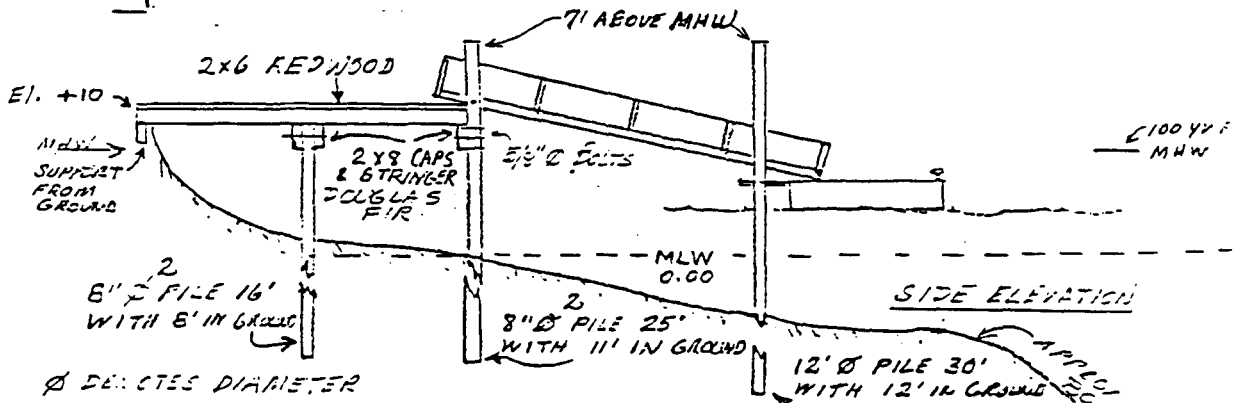 7' ABOVE MHW
2x6 REDWOOD
El. +10
MHW
SUPPORT
FROM
GROUND
2x8 CAPS
& STRINGER
DOUGLAS
FIR
5/8" Ø BOLTS
100 YR F
MHW
MLW
0.00
SIDE ELEVATION
2
8" Ø PILE 16'
WITH 8' IN GROUND
2
8" Ø PILE 25'
WITH 11' IN GROUND
12' Ø PILE 30'
WITH 12' IN GROUND
Ø DENOTES DIAMETER